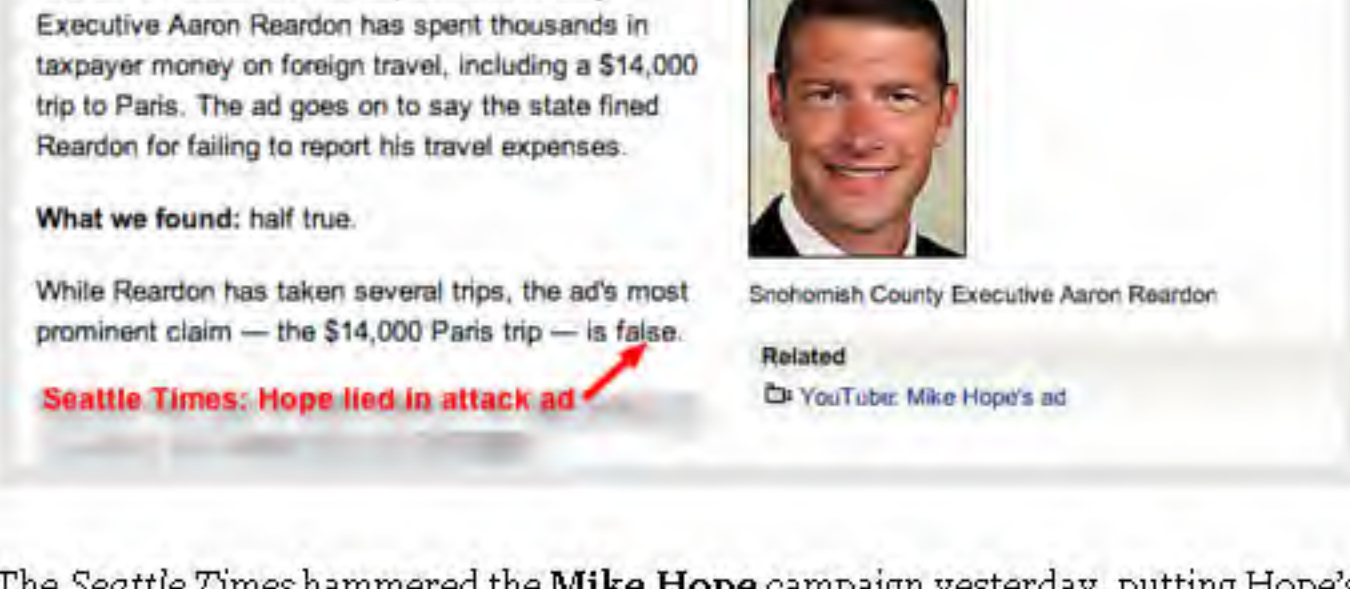 Executive Aaron Reardon has spent thousands in
taxpayer money on foreign travel, including a $14,000
trip to Paris. The ad goes on to say the state fined
Reardon for failing to report his travel expenses.
What we found: half true.
While Reardon has taken several trips, the ad's most
prominent claim — the $14,000 Paris trip — is false.
Seattle Times: Hope lied in attack ad
Snohomish County Executive Aaron Reardon
Related
YouTube: Mike Hope's ad
The Seattle Times hammered the Mike Hope campaign yesterday, putting Hope's